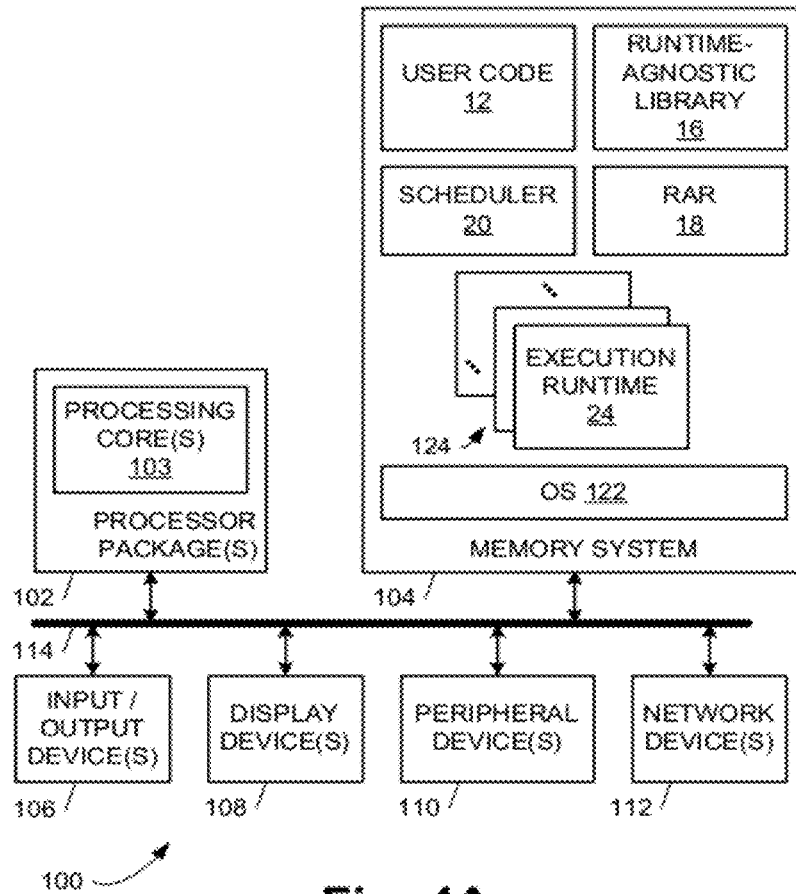 USER CODE
12
RUNTIME-
AGNOSTIC
LIBRARY
16
SCHEDULER
20
RAR
18
EXECUTION
RUNTIME
24
124
OS 122
MEMORY SYSTEM
104
PROCESSING
CORE(S)
103
PROCESSOR
PACKAGE(S)
102
114
INPUT /
OUTPUT
DEVICE(S)
106
DISPLAY
DEVICE(S)
108
PERIPHERAL
DEVICE(S)
110
NETWORK
DEVICE(S)
112
100
Fig.